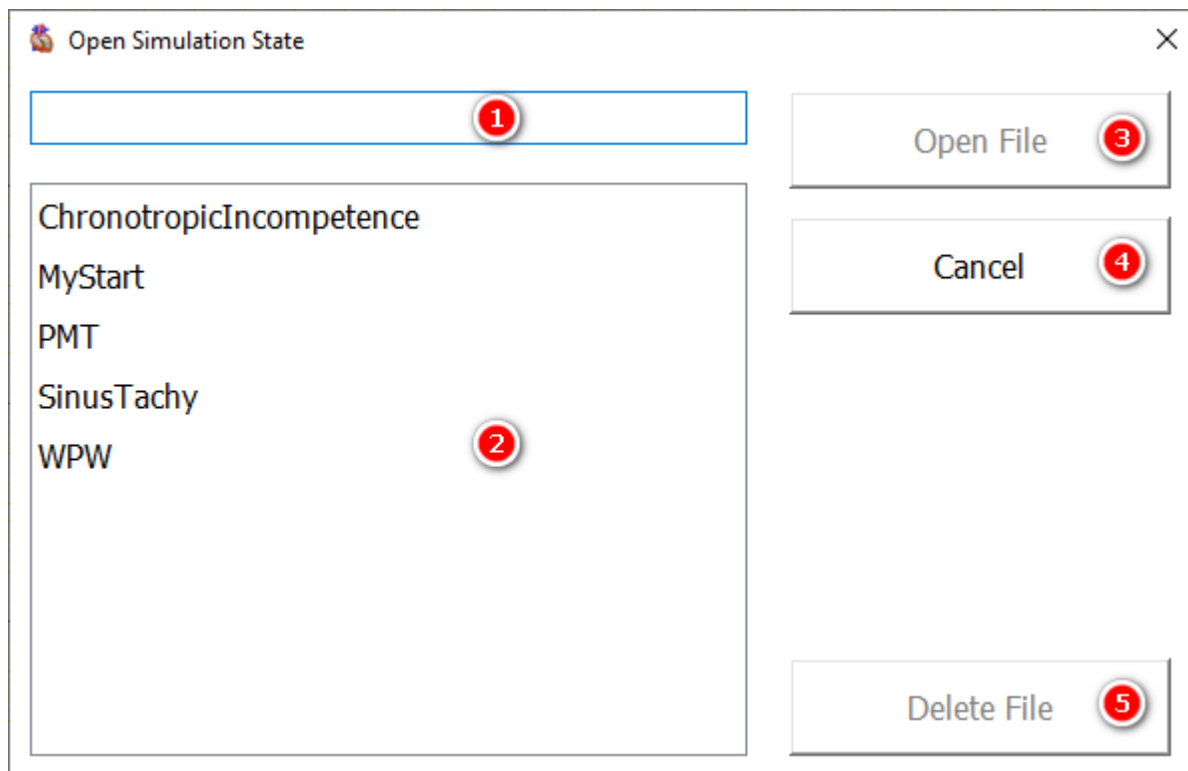 Open Simulation State
1
Open File 3
ChronotropicIncompetence
Cancel 4
MyStart
PMT
SinusTachy
WPW
2
Delete File 5